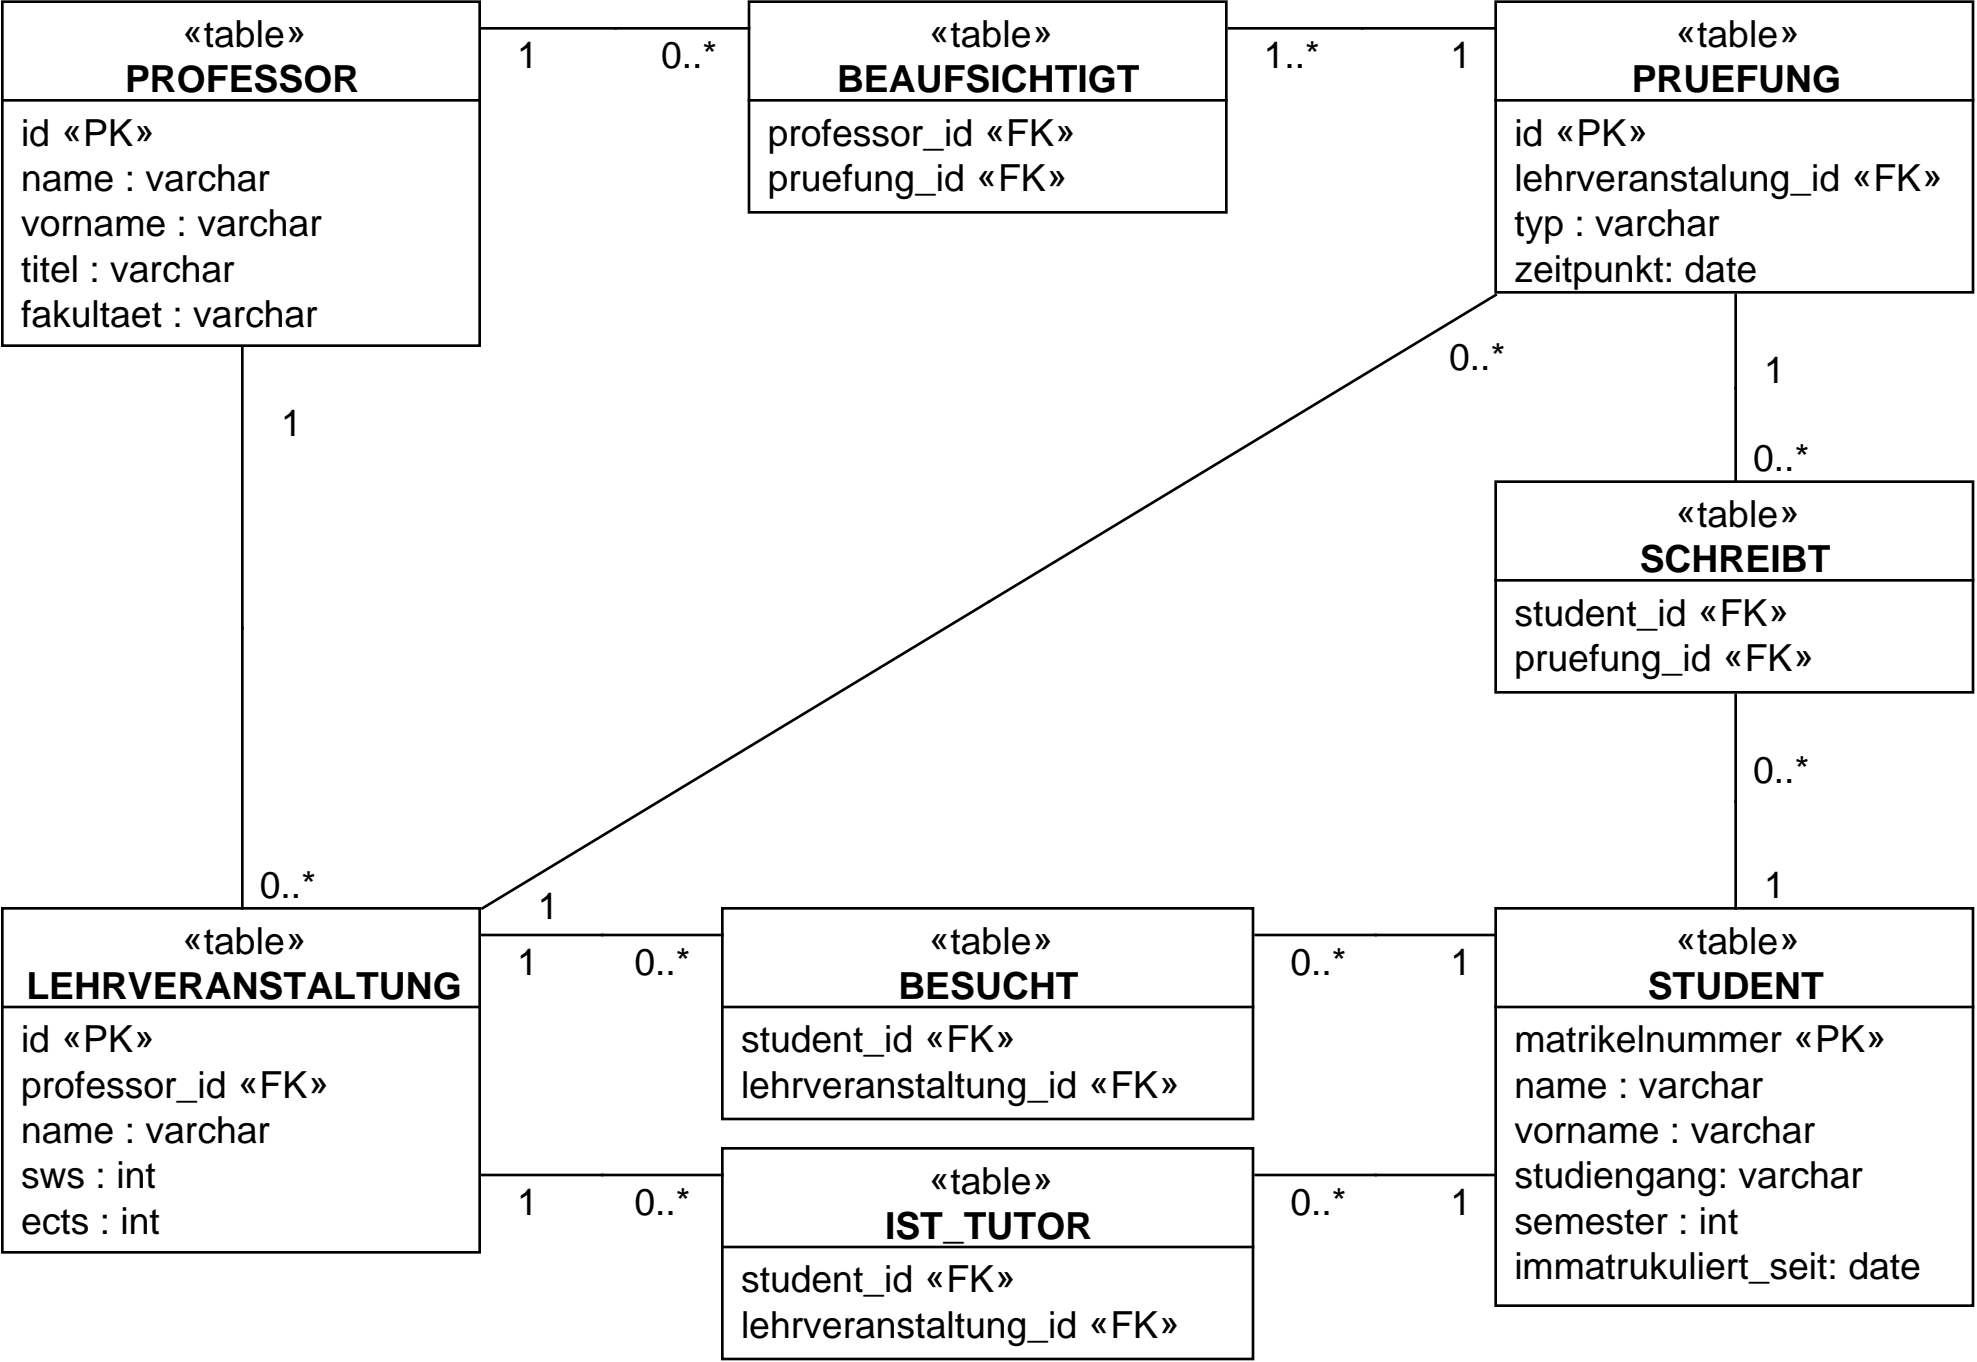 «table»
PROFESSOR
id «PK»
name : varchar
vorname : varchar
titel : varchar
fakultaet : varchar
1
0..*
«table»
BEAUFSICHTIGT
professor_id «FK»
pruefung_id «FK»
1..*
1
«table»
PRUEFUNG
id «PK»
lehrveranstalung_id «FK»
typ : varchar
zeitpunkt: date
0..*
1
1
0..*
«table»
SCHREIBT
student_id «FK»
pruefung_id «FK»
0..*
1
0..*
1
«table»
LEHRVERANSTALTUNG
id «PK»
professor_id «FK»
name : varchar
sws : int
ects : int
1
0..*
«table»
BESUCHT
student_id «FK»
lehrveranstaltung_id «FK»
0..*
1
1
0..*
«table»
IST_TUTOR
student_id «FK»
lehrveranstaltung_id «FK»
0..*
1
«table»
STUDENT
matrikelnummer «PK»
name : varchar
vorname : varchar
studiengang: varchar
semester : int
immatrukuliert_seit: date